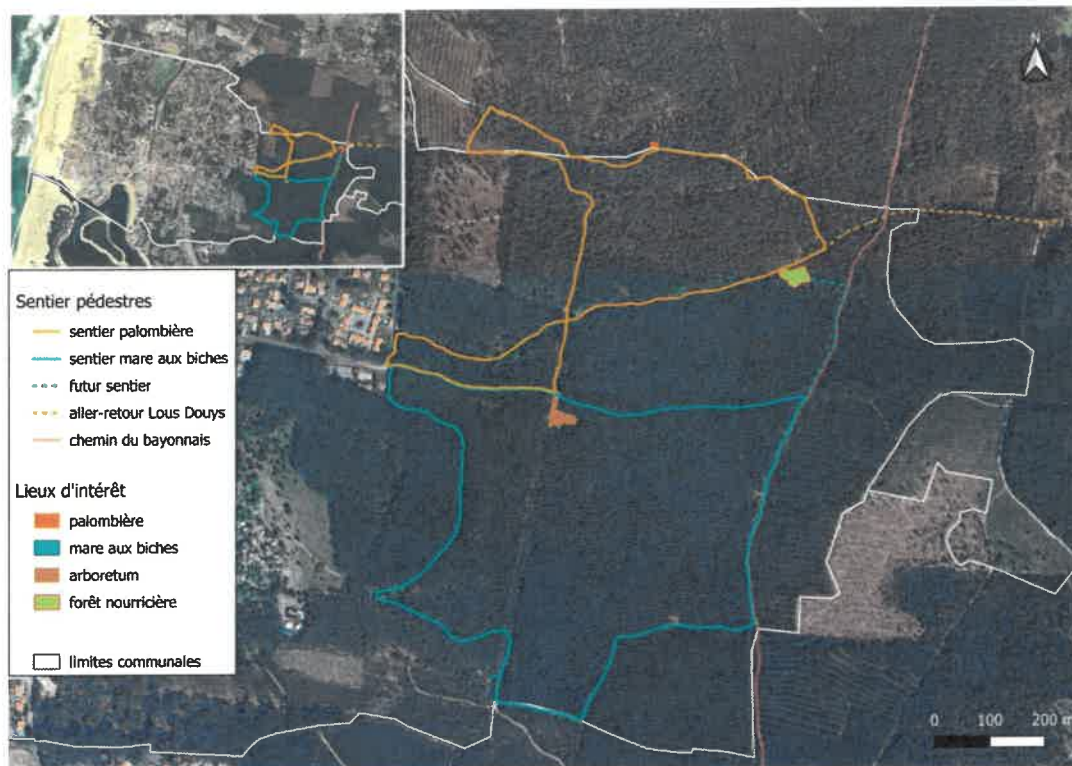 N
Sentier pédestres
sentier palombière
sentier mare aux biches
futur sentier
aller-retour Lous Douys
chemin du bayonnais
Lieux d'intérêt
palombière
mare aux biches
arboretum
forêt nourricière
limites communales
0 100 200 m